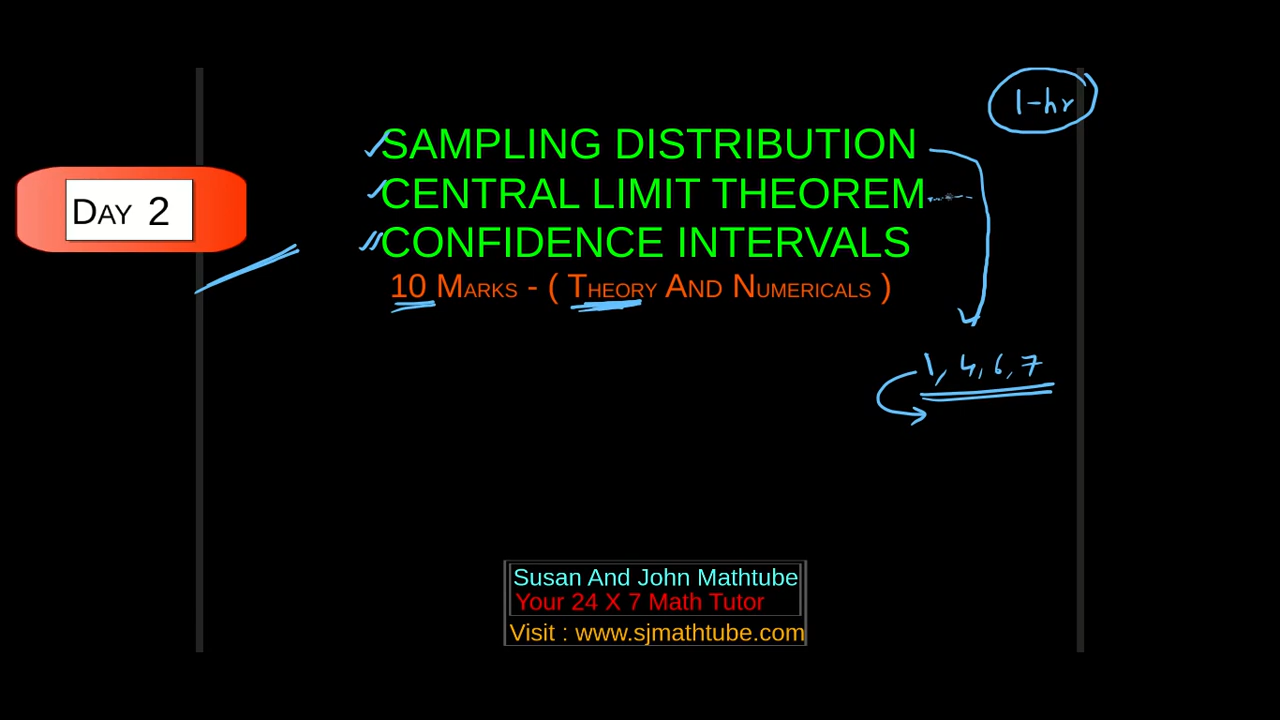 1-hr
SAMPLING DISTRIBUTION
CENTRAL LIMIT THEOREM
DAY 2
CONFIDENCE INTERVALS
10 MARKS - ( THEORY AND NUMERICALS )
1, 4, 6, 7
Susan And John Mathtube
Your 24 X 7 Math Tutor
Visit : www.sjmathtube.com